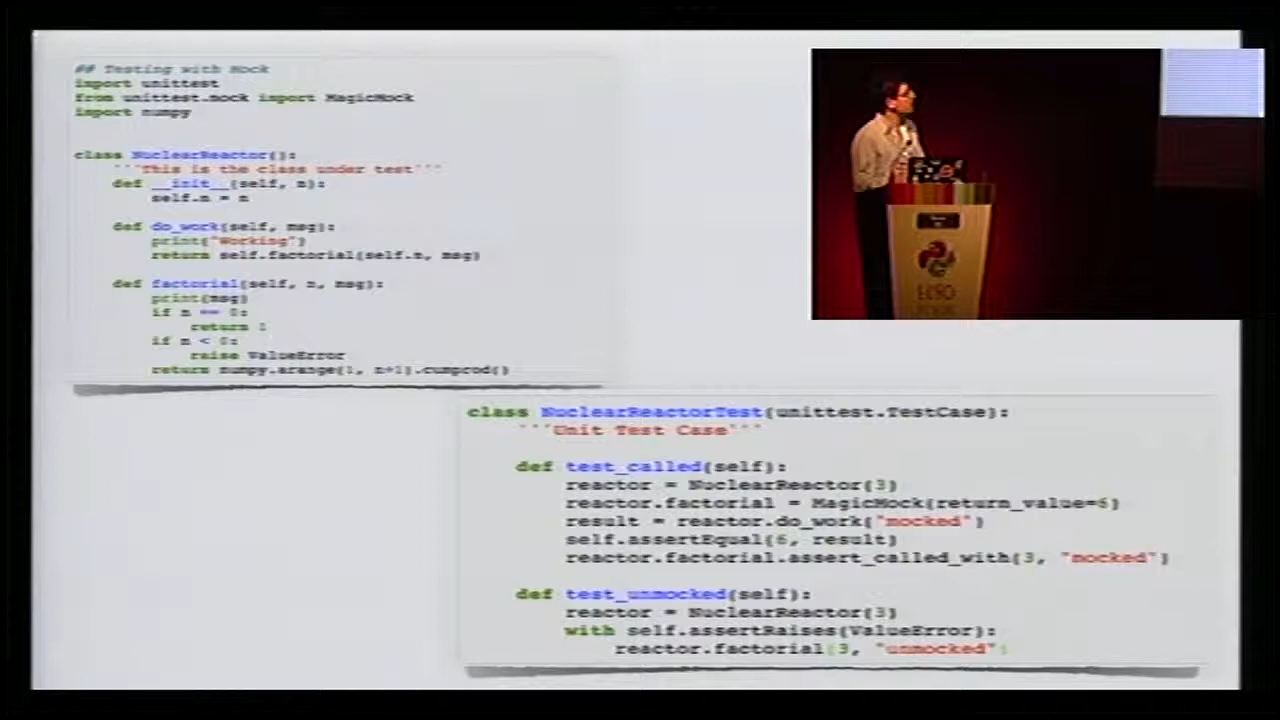 ## Testing with Mock
import unittest
from unittest.mock import MagicMock
import numpy
class NuclearReactor():
'''This is the class under test'''
def __init__(self, n):
self.n = n
def do_work(self, msg):
print("Working")
return self.factorial(self.n, msg)
def factorial(self, n, msg):
print(msg)
if n == 0:
return 1
if n < 0:
raise ValueError
return numpy.arange(1, n+1).cumprod()
class NuclearReactorTest(unittest.TestCase):
'''Unit Test Case'''
def test_called(self):
reactor = NuclearReactor(3)
reactor.factorial = MagicMock(return_value=6)
result = reactor.do_work("mocked")
self.assertEqual(6, result)
reactor.factorial.assert_called_with(3, "mocked")
def test_unmocked(self):
reactor = NuclearReactor(3)
with self.assertRaises(ValueError):
reactor.factorial(3, "unmocked")